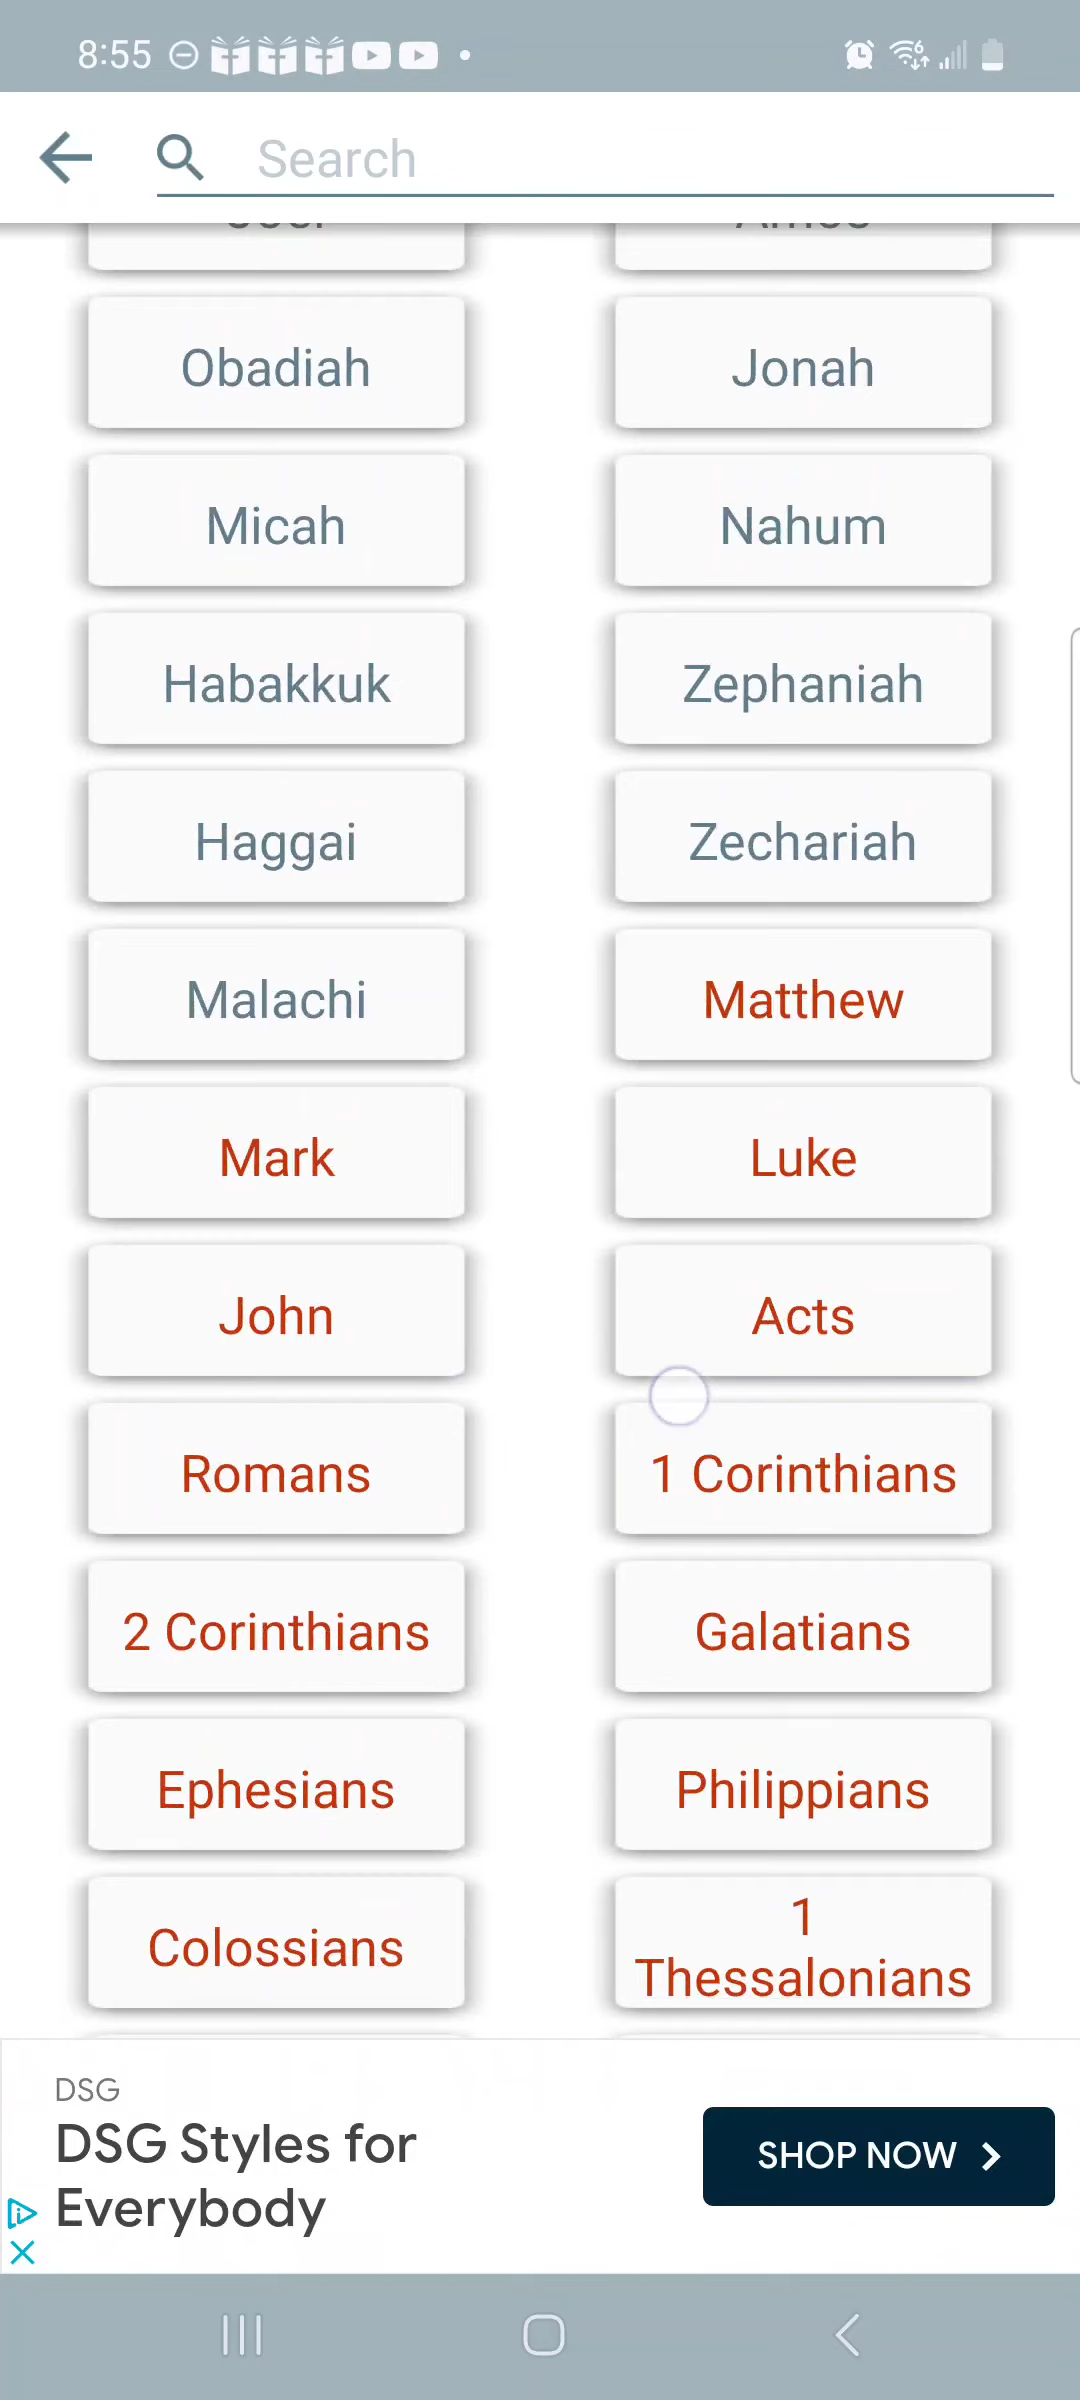 8:55
Search
Obadiah
Jonah
Micah
Nahum
Habakkuk
Zephaniah
Haggai
Zechariah
Malachi
Matthew
Mark
Luke
John
Acts
Romans
1 Corinthians
2 Corinthians
Galatians
Ephesians
Philippians
Colossians
1
Thessalonians
DSG
DSG Styles for
Everybody
SHOP NOW